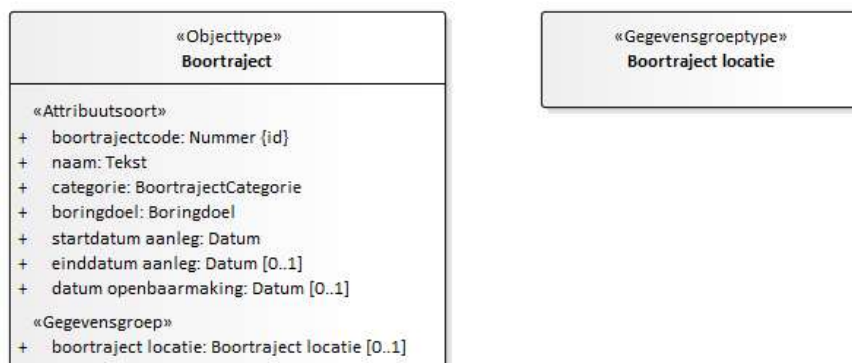 «Objecttype»
Boortraject
«Attribuutsoort»
+ boortrajectcode: Nummer {id}
+ naam: Tekst
+ categorie: BoortrajectCategorie
+ boringdoel: Boringdoel
+ startdatum aanleg: Datum
+ einddatum aanleg: Datum [0..1]
+ datum openbaarmaking: Datum [0..1]
«Gegevensgroep»
+ boortraject locatie: Boortraject locatie [0..1]
«Gegevensgroeptype»
Boortraject locatie